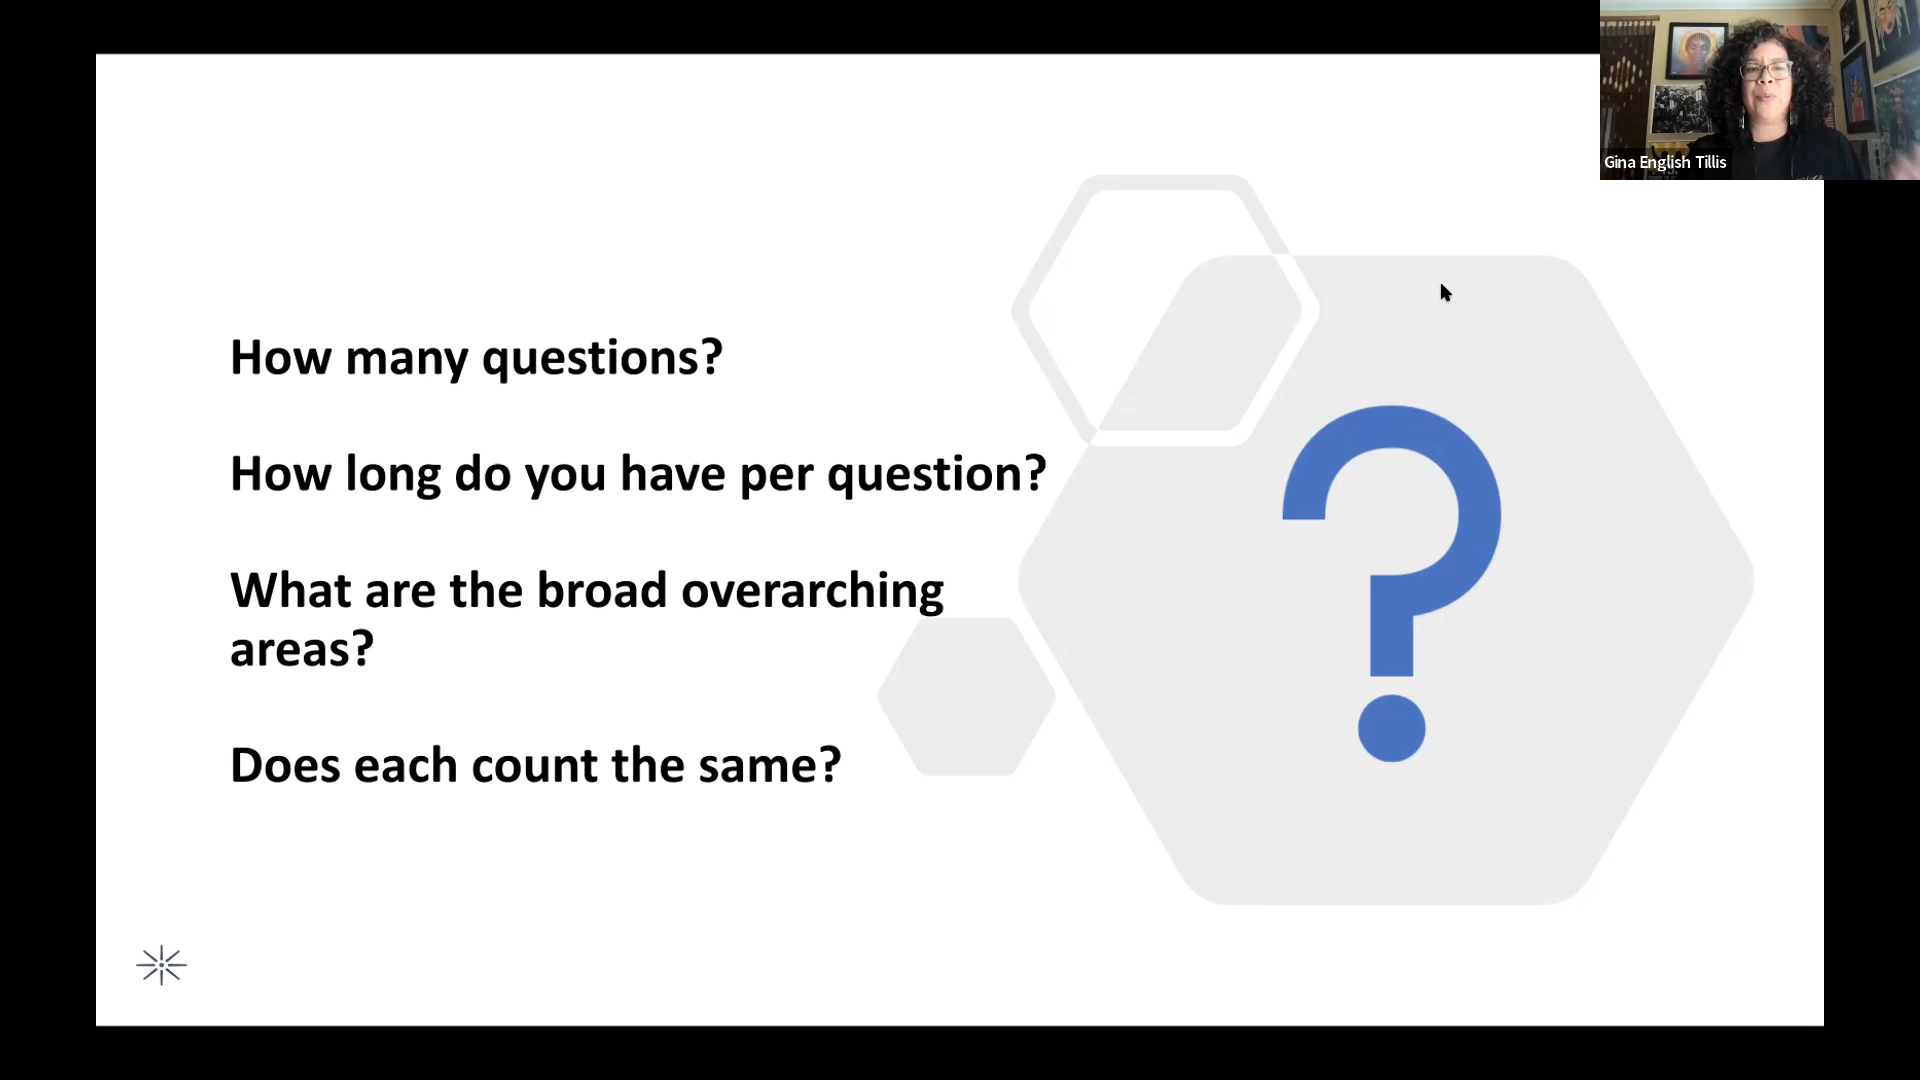 Gina English Tillis
How many questions?
How long do you have per question?
What are the broad overarching
areas?
Does each count the same?